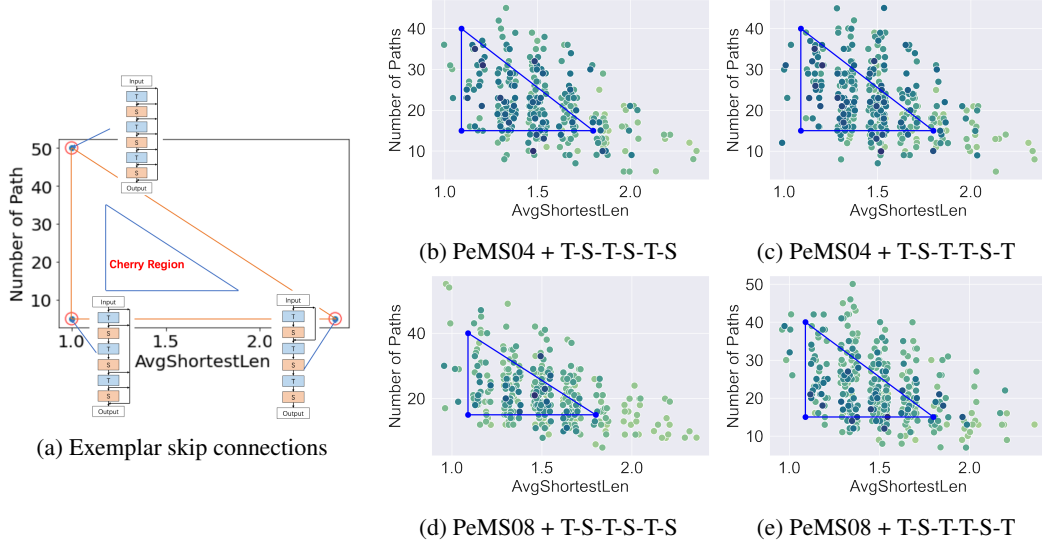 Input
T
S
T
S
T
S
Output
50
40
30
20
10
Number of Path
Cherry Region
Input
T
S
T
S
T
S
Output
Input
T
S
T
S
T
S
Output
1.0
1.5
2.0
AvgShortestLen
(a) Exemplar skip connections
40
30
20
10
Number of Paths
1.0
1.5
2.0
AvgShortestLen
(b) PeMS04 + T-S-T-S-T-S
40
30
20
10
Number of Paths
1.0
1.5
2.0
AvgShortestLen
(c) PeMS04 + T-S-T-T-S-T
40
20
Number of Paths
1.0
1.5
2.0
AvgShortestLen
(d) PeMS08 + T-S-T-S-T-S
50
40
30
20
10
Number of Paths
1.0
1.5
2.0
AvgShortestLen
(e) PeMS08 + T-S-T-T-S-T